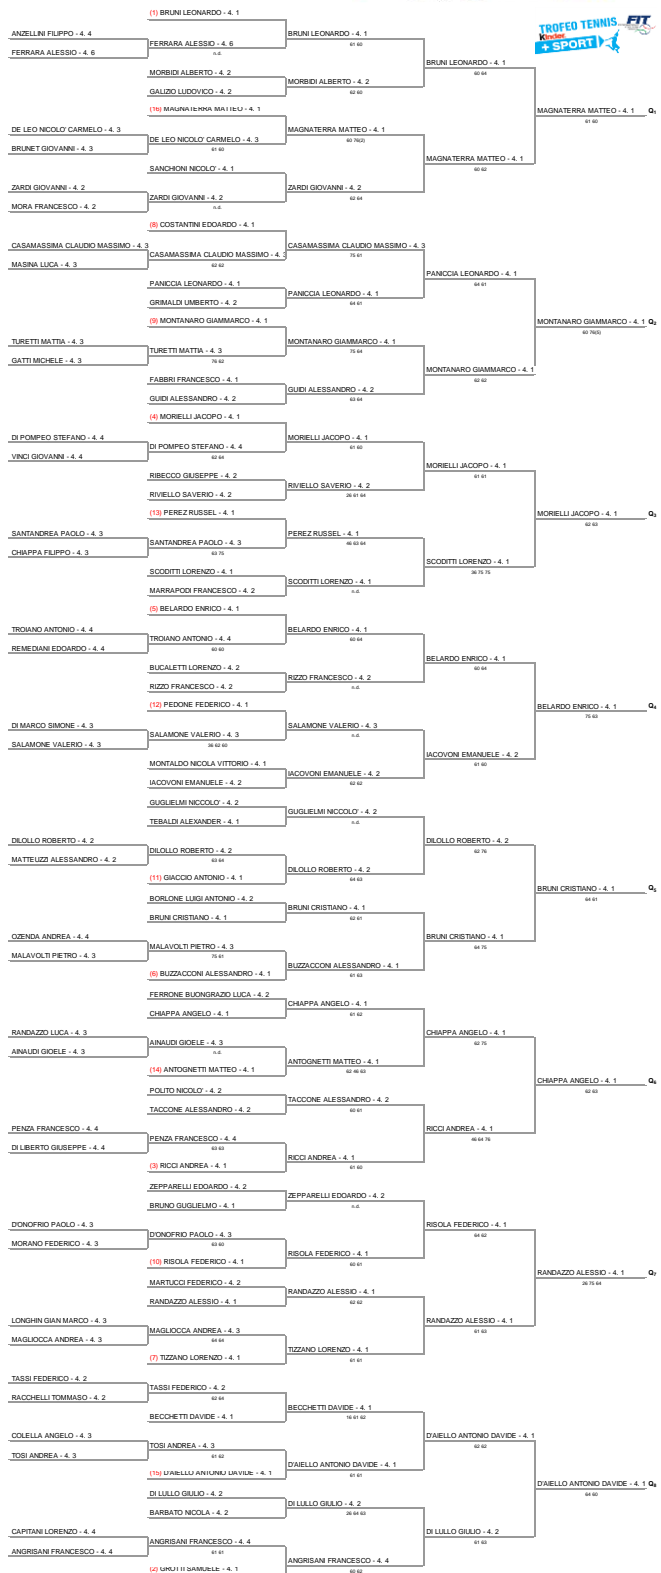 (1) BRUNI LEONARDO - 4. 1
TROFEO TENNIS
FIT
Kinder
+ SPORT
ANZELLINI FILIPPO - 4. 4
BRUNI LEONARDO - 4. 1
FERRARA ALESSIO - 4. 6
61 60
FERRARA ALESSIO - 4. 6
n.d.
BRUNI LEONARDO - 4. 1
60 64
MORBIDI ALBERTO - 4. 2
MORBIDI ALBERTO - 4. 2
62 60
GALIZIO LUDOVICO - 4. 2
(16) MAGNATERRA MATTEO - 4. 1
MAGNATERRA MATTEO - 4. 1 Q1
61 60
DE LEO NICOLO' CARMELO - 4. 3
MAGNATERRA MATTEO - 4. 1
60 76(2)
DE LEO NICOLO' CARMELO - 4. 3
61 60
BRUNET GIOVANNI - 4. 3
MAGNATERRA MATTEO - 4. 1
60 62
SANCHIONI NICOLO' - 4. 1
ZARDI GIOVANNI - 4. 2
ZARDI GIOVANNI - 4. 2
62 64
ZARDI GIOVANNI - 4. 2
n.d.
MORA FRANCESCO - 4. 2
(8) COSTANTINI EDOARDO - 4. 1
CASAMASSIMA CLAUDIO MASSIMO - 4. 3
CASAMASSIMA CLAUDIO MASSIMO - 4. 3
75 61
CASAMASSIMA CLAUDIO MASSIMO - 4. 3
62 62
MASINA LUCA - 4. 3
PANICCIA LEONARDO - 4. 1
64 61
PANICCIA LEONARDO - 4. 1
PANICCIA LEONARDO - 4. 1
64 61
GRIMALDI UMBERTO - 4. 2
(9) MONTANARO GIAMMARCO - 4. 1
MONTANARO GIAMMARCO - 4. 1 Q2
60 76(5)
TURETTI MATTIA - 4. 3
MONTANARO GIAMMARCO - 4. 1
75 64
TURETTI MATTIA - 4. 3
76 62
GATTI MICHELE - 4. 3
MONTANARO GIAMMARCO - 4. 1
62 62
FABBRI FRANCESCO - 4. 1
GUIDI ALESSANDRO - 4. 2
63 64
GUIDI ALESSANDRO - 4. 2
(4) MORIELLI JACOPO - 4. 1
DI POMPEO STEFANO - 4. 4
MORIELLI JACOPO - 4. 1
61 60
DI POMPEO STEFANO - 4. 4
62 64
VINCI GIOVANNI - 4. 4
MORIELLI JACOPO - 4. 1
61 61
RIBECCO GIUSEPPE - 4. 2
RIVIELLO SAVERIO - 4. 2
26 61 64
RIVIELLO SAVERIO - 4. 2
(13) PEREZ RUSSEL - 4. 1
MORIELLI JACOPO - 4. 1 Q3
62 63
SANTANDREA PAOLO - 4. 3
PEREZ RUSSEL - 4. 1
46 63 64
SANTANDREA PAOLO - 4. 3
63 75
CHIAPPA FILIPPO - 4. 3
SCODITTI LORENZO - 4. 1
36 75 75
SCODITTI LORENZO - 4. 1
SCODITTI LORENZO - 4. 1
n.d.
MARRAPODI FRANCESCO - 4. 2
(5) BELARDO ENRICO - 4. 1
TROIANO ANTONIO - 4. 4
BELARDO ENRICO - 4. 1
60 64
TROIANO ANTONIO - 4. 4
60 60
REMEDIANI EDOARDO - 4. 4
BELARDO ENRICO - 4. 1
60 64
BUCALETTI LORENZO - 4. 2
RIZZO FRANCESCO - 4. 2
n.d.
RIZZO FRANCESCO - 4. 2
(12) PEDONE FEDERICO - 4. 1
BELARDO ENRICO - 4. 1 Q4
75 63
DI MARCO SIMONE - 4. 3
SALAMONE VALERIO - 4. 3
n.d.
SALAMONE VALERIO - 4. 3
36 62 60
SALAMONE VALERIO - 4. 3
IACOVONI EMANUELE - 4. 2
61 60
MONTALDO NICOLA VITTORIO - 4. 1
IACOVONI EMANUELE - 4. 2
62 62
IACOVONI EMANUELE - 4. 2
GUGLIELMI NICCOLO' - 4. 2
GUGLIELMI NICCOLO' - 4. 2
n.d.
TEBALDI ALEXANDER - 4. 1
DILOLLO ROBERTO - 4. 2
DILOLLO ROBERTO - 4. 2
62 76
DILOLLO ROBERTO - 4. 2
63 64
MATTEUZZI ALESSANDRO - 4. 2
DILOLLO ROBERTO - 4. 2
64 63
(11) GIACCIO ANTONIO - 4. 1
BRUNI CRISTIANO - 4. 1 Q5
64 61
BORLONE LUIGI ANTONIO - 4. 2
BRUNI CRISTIANO - 4. 1
62 61
BRUNI CRISTIANO - 4. 1
OZENDA ANDREA - 4. 4
BRUNI CRISTIANO - 4. 1
64 75
MALAVOLTI PIETRO - 4. 3
75 61
MALAVOLTI PIETRO - 4. 3
BUZZACCONI ALESSANDRO - 4. 1
61 63
(6) BUZZACCONI ALESSANDRO - 4. 1
FERRONE BUONGRAZIO LUCA - 4. 2
CHIAPPA ANGELO - 4. 1
61 62
CHIAPPA ANGELO - 4. 1
RANDAZZO LUCA - 4. 3
CHIAPPA ANGELO - 4. 1
62 75
AINAUDI GIOELE - 4. 3
n.d.
AINAUDI GIOELE - 4. 3
ANTOGNETTI MATTEO - 4. 1
62 46 63
(14) ANTOGNETTI MATTEO - 4. 1
CHIAPPA ANGELO - 4. 1 Q6
62 63
POLITO NICOLO' - 4. 2
TACCONE ALESSANDRO - 4. 2
60 61
TACCONE ALESSANDRO - 4. 2
PENZA FRANCESCO - 4. 4
RICCI ANDREA - 4. 1
46 64 76
PENZA FRANCESCO - 4. 4
63 63
DI LIBERTO GIUSEPPE - 4. 4
RICCI ANDREA - 4. 1
61 60
(3) RICCI ANDREA - 4. 1
ZEPPARELLI EDOARDO - 4. 2
ZEPPARELLI EDOARDO - 4. 2
n.d.
BRUNO GUGLIELMO - 4. 1
D'ONOFRIO PAOLO - 4. 3
RISOLA FEDERICO - 4. 1
64 62
D'ONOFRIO PAOLO - 4. 3
63 60
MORANO FEDERICO - 4. 3
RISOLA FEDERICO - 4. 1
60 61
(10) RISOLA FEDERICO - 4. 1
RANDAZZO ALESSIO - 4. 1 Q7
26 75 64
MARTUCCI FEDERICO - 4. 2
RANDAZZO ALESSIO - 4. 1
62 62
RANDAZZO ALESSIO - 4. 1
LONGHIN GIAN MARCO - 4. 3
RANDAZZO ALESSIO - 4. 1
61 63
MAGLIOCCA ANDREA - 4. 3
64 64
MAGLIOCCA ANDREA - 4. 3
TIZZANO LORENZO - 4. 1
61 61
(7) TIZZANO LORENZO - 4. 1
TASSI FEDERICO - 4. 2
TASSI FEDERICO - 4. 2
62 64
RACCHELLI TOMMASO - 4. 2
BECCHETTI DAVIDE - 4. 1
16 61 62
BECCHETTI DAVIDE - 4. 1
COLELLA ANGELO - 4. 3
D'AIELLO ANTONIO DAVIDE - 4. 1
62 62
TOSI ANDREA - 4. 3
61 62
TOSI ANDREA - 4. 3
D'AIELLO ANTONIO DAVIDE - 4. 1
61 61
(15) D'AIELLO ANTONIO DAVIDE - 4. 1
D'AIELLO ANTONIO DAVIDE - 4. 1 Q8
64 60
DI LULLO GIULIO - 4. 2
DI LULLO GIULIO - 4. 2
26 64 63
BARBATO NICOLA - 4. 2
CAPITANI LORENZO - 4. 4
DI LULLO GIULIO - 4. 2
61 63
ANGRISANI FRANCESCO - 4. 4
61 61
ANGRISANI FRANCESCO - 4. 4
ANGRISANI FRANCESCO - 4. 4
60 62
(2) GROTTI SAMUELE - 4. 1